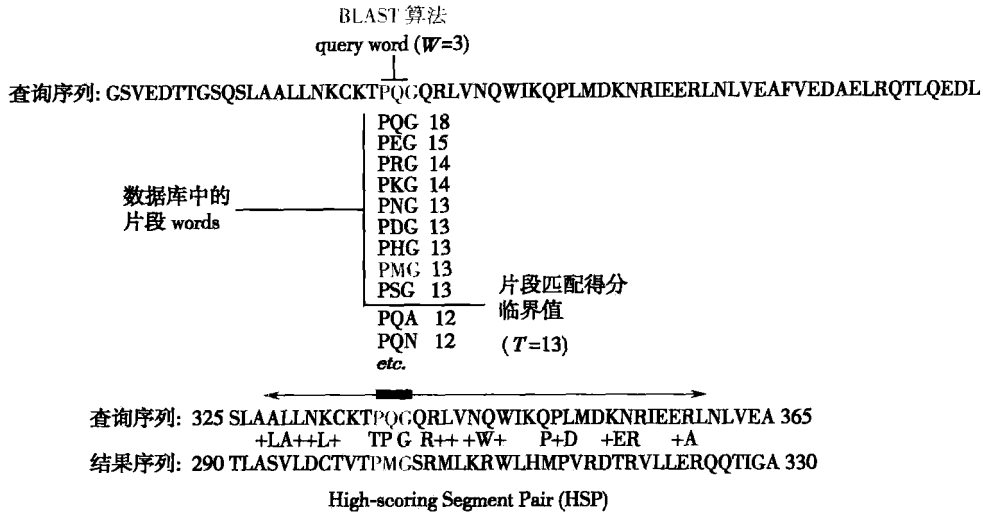 BLAST 算法
query word (W=3)
查询序列: GSVEDTTGSQSLAALLNKCKTPQGQRLVNQWIKQPLMDKNRIEERLNLVEAFVEDAELRQTLQEDL
PQG 18
PEG 15
PRG 14
PKG 14
PNG 13
PDG 13
PHG 13
PMG 13
PSG 13
PQA 12
PQN 12
etc.
数据库中的
片段 words
片段匹配得分
临界值
(T=13)
查询序列: 325 SLAALLNKCKTPQGQRLVNQWIKQPLMDKNRIEERLNLVEA 365
+LA++L+ TP G R++ +W+ P+D +ER +A
结果序列: 290 TLASVLDCTVTPMGSRMLKRWLHMPVRDTRVLLERQQTIGA 330
High-scoring Segment Pair (HSP)